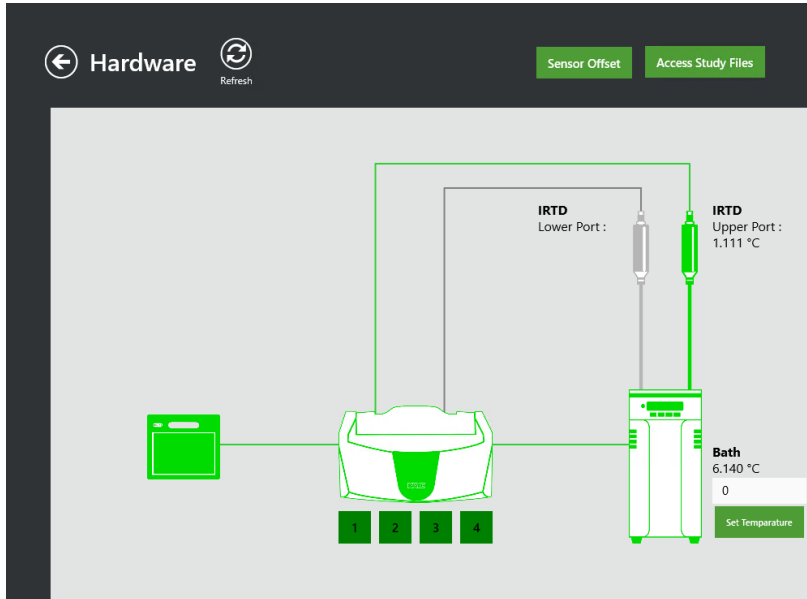 Hardware
Refresh
Sensor Offset
Access Study Files
IRTD
Lower Port :
IRTD
Upper Port :
1.111 °C
Bath
6.140 °C
0
Set Temparature
1
2
3
4